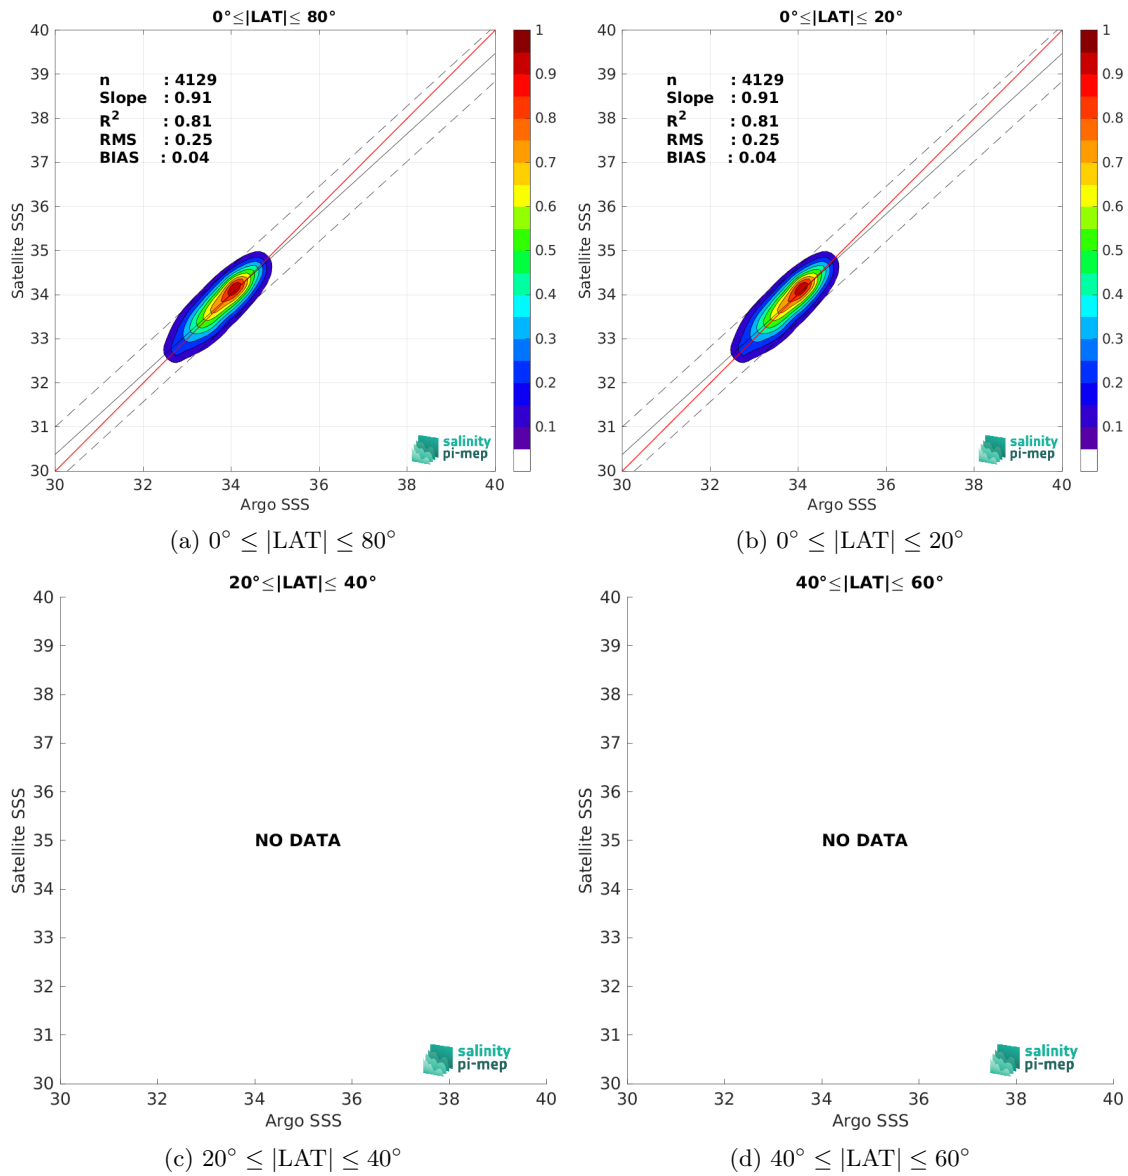 0°≤|LAT|≤ 80°
40
39
38
37
36
35
34
33
32
31
30
Satellite SSS
n : 4129
Slope : 0.91
R² : 0.81
RMS : 0.25
BIAS : 0.04
1
0.9
0.8
0.7
0.6
0.5
0.4
0.3
0.2
0.1
salinity
pi-mep
30 32 34 36 38 40
Argo SSS
(a) 0° ≤ |LAT| ≤ 80°
0°≤|LAT|≤ 20°
40
39
38
37
36
35
34
33
32
31
30
Satellite SSS
n : 4129
Slope : 0.91
R² : 0.81
RMS : 0.25
BIAS : 0.04
1
0.9
0.8
0.7
0.6
0.5
0.4
0.3
0.2
0.1
salinity
pi-mep
30 32 34 36 38 40
Argo SSS
(b) 0° ≤ |LAT| ≤ 20°
20°≤|LAT|≤ 40°
40
39
38
37
36
35
34
33
32
31
30
Satellite SSS
NO DATA
salinity
pi-mep
30 32 34 36 38 40
Argo SSS
(c) 20° ≤ |LAT| ≤ 40°
40°≤|LAT|≤ 60°
40
39
38
37
36
35
34
33
32
31
30
Satellite SSS
NO DATA
salinity
pi-mep
30 32 34 36 38 40
Argo SSS
(d) 40° ≤ |LAT| ≤ 60°